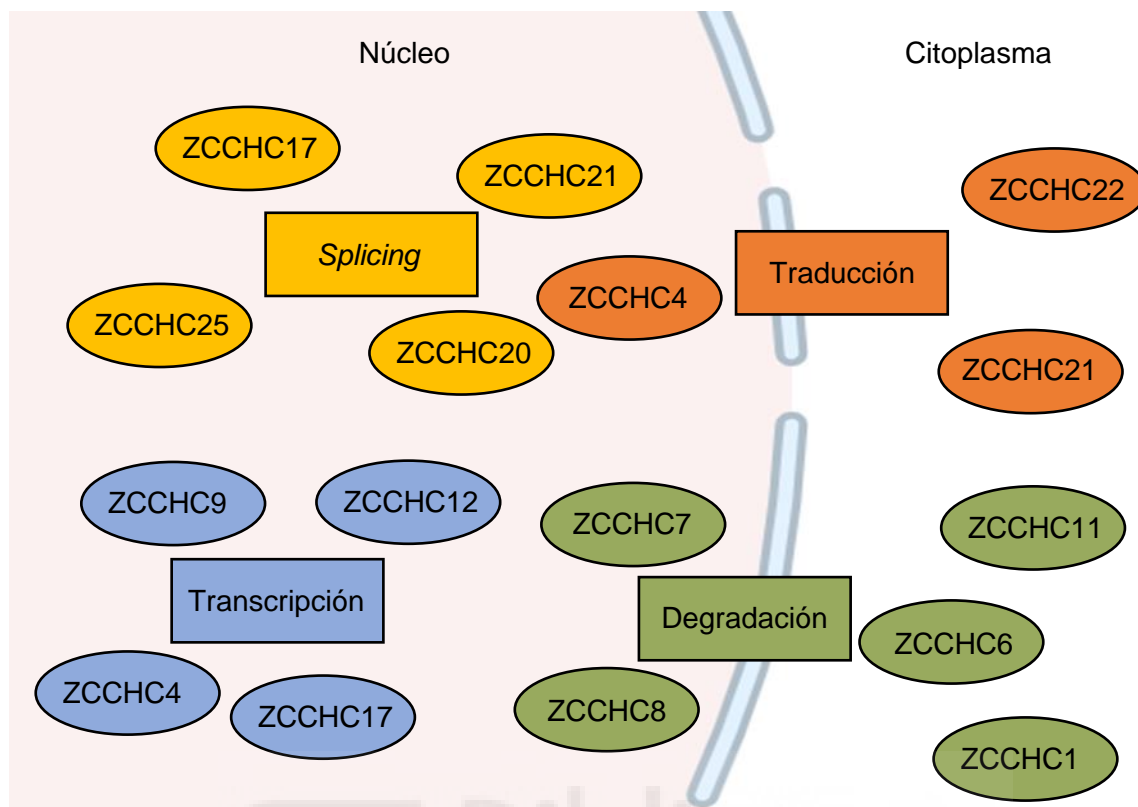 Núcleo
Citoplasma
ZCCHC17
ZCCHC21
ZCCHC22
Splicing
Traducción
ZCCHC4
ZCCHC25
ZCCHC20
ZCCHC21
ZCCHC9
ZCCHC12
ZCCHC7
ZCCHC11
Transcripción
Degradación
ZCCHC6
ZCCHC4
ZCCHC17
ZCCHC8
ZCCHC1